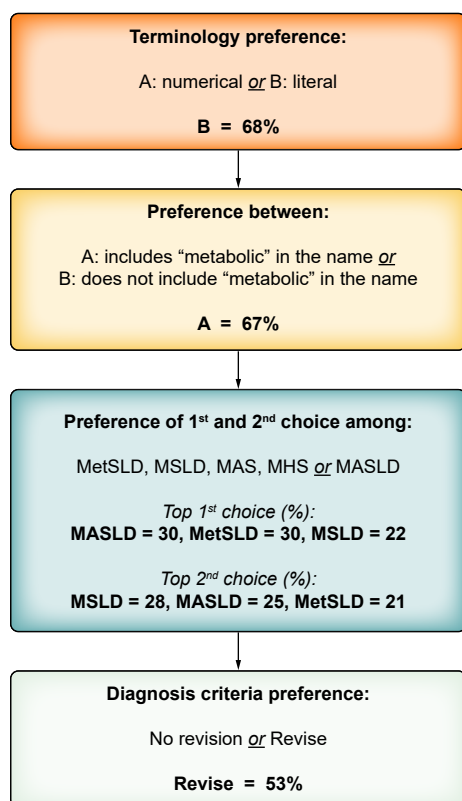 Terminology preference:
A: numerical or B: literal
B = 68%
Preference between:
A: includes “metabolic” in the name or
B: does not include “metabolic” in the name
A = 67%
Preference of 1st and 2nd choice among:
MetSLD, MSLD, MAS, MHS or MASLD
Top 1st choice (%):
MASLD = 30, MetSLD = 30, MSLD = 22
Top 2nd choice (%):
MSLD = 28, MASLD = 25, MetSLD = 21
Diagnosis criteria preference:
No revision or Revise
Revise = 53%